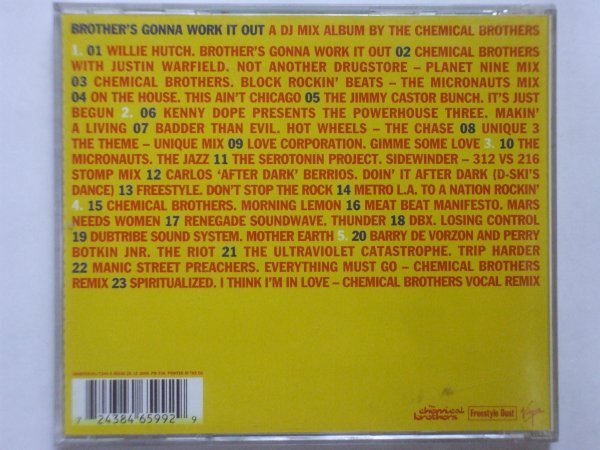 BROTHER'S GONNA WORK IT OUT A DJ MIX ALBUM BY THE CHEMICAL BROTHERS
1. 01 WILLIE HUTCH. BROTHER'S GONNA WORK IT OUT 02 CHEMICAL BROTHERS
WITH JUSTIN WARFIELD. NOT ANOTHER DRUGSTORE – PLANET NINE MIX
03 CHEMICAL BROTHERS. BLOCK ROCKIN' BEATS – THE MICRONAUTS MIX
04 ON THE HOUSE. THIS AIN'T CHICAGO 05 THE JIMMY CASTOR BUNCH. IT'S JUST
BEGUN 2. 06 KENNY DOPE PRESENTS THE POWERHOUSE THREE. MAKIN'
A LIVING 07 BADDER THAN EVIL. HOT WHEELS – THE CHASE 08 UNIQUE 3
THE THEME – UNIQUE MIX 09 LOVE CORPORATION. GIMME SOME LOVE 3. 10 THE
MICRONAUTS. THE JAZZ 11 THE SEROTONIN PROJECT. SIDEWINDER – 312 VS 216
STOMP MIX 12 CARLOS 'AFTER DARK' BERRIOS. DOIN' IT AFTER DARK (D-SKI'S
DANCE) 13 FREESTYLE. DON'T STOP THE ROCK 14 METRO L.A. TO A NATION ROCKIN'
4. 15 CHEMICAL BROTHERS. MORNING LEMON 16 MEAT BEAT MANIFESTO. MARS
NEEDS WOMEN 17 RENEGADE SOUNDWAVE. THUNDER 18 DBX. LOSING CONTROL
19 DUBTRIBE SOUND SYSTEM. MOTHER EARTH 5. 20 BARRY DE VORZON AND PERRY
BOTKIN JNR. THE RIOT 21 THE ULTRAVIOLET CATASTROPHE. TRIP HARDER
22 MANIC STREET PREACHERS. EVERYTHING MUST GO – CHEMICAL BROTHERS
REMIX 23 SPIRITUALIZED. I THINK I'M IN LOVE – CHEMICAL BROTHERS VOCAL REMIX
7 24384 65992 9
the chemical brothers
Freestyle Dust
Virgin